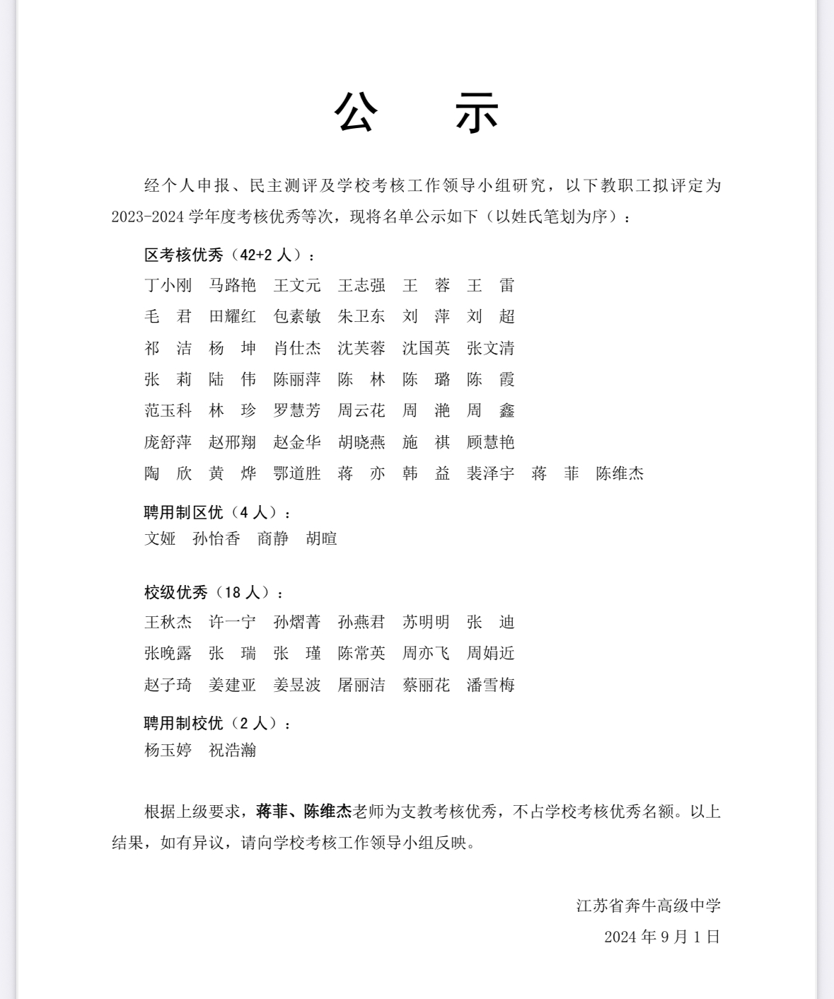 公 示
经个人申报、民主测评及学校考核工作领导小组研究，以下教职工拟评定为
2023-2024 学年度考核优秀等次，现将名单公示如下（以姓氏笔划为序）：
区考核优秀（42+2 人）：
丁小刚 马路艳 王文元 王志强 王 蓉 王 雷
毛 君 田耀红 包素敏 朱卫东 刘 萍 刘 超
祁 洁 杨 坤 肖仕杰 沈芙蓉 沈国英 张文清
张 莉 陆 伟 陈丽萍 陈 林 陈 璐 陈 霞
范玉科 林 珍 罗慧芳 周云花 周 滟 周 鑫
庞舒萍 赵邢翔 赵金华 胡晓燕 施 祺 顾慧艳
陶 欣 黄 烨 鄂道胜 蒋 亦 韩 益 裴泽宇 蒋 菲 陈维杰
聘用制区优（4 人）：
文娅 孙怡香 商静 胡暄
校级优秀（18 人）：
王秋杰 许一宁 孙熠菁 孙燕君 苏明明 张 迪
张晚露 张 瑞 张 瑾 陈常英 周亦飞 周娟近
赵子琦 姜建亚 姜昱波 屠丽洁 蔡丽花 潘雪梅
聘用制校优（2 人）：
杨玉婷 祝浩瀚
根据上级要求，蒋菲、陈维杰老师为支教考核优秀，不占学校考核优秀名额。以上
结果，如有异议，请向学校考核工作领导小组反映。
江苏省奔牛高级中学
2024 年 9 月 1 日